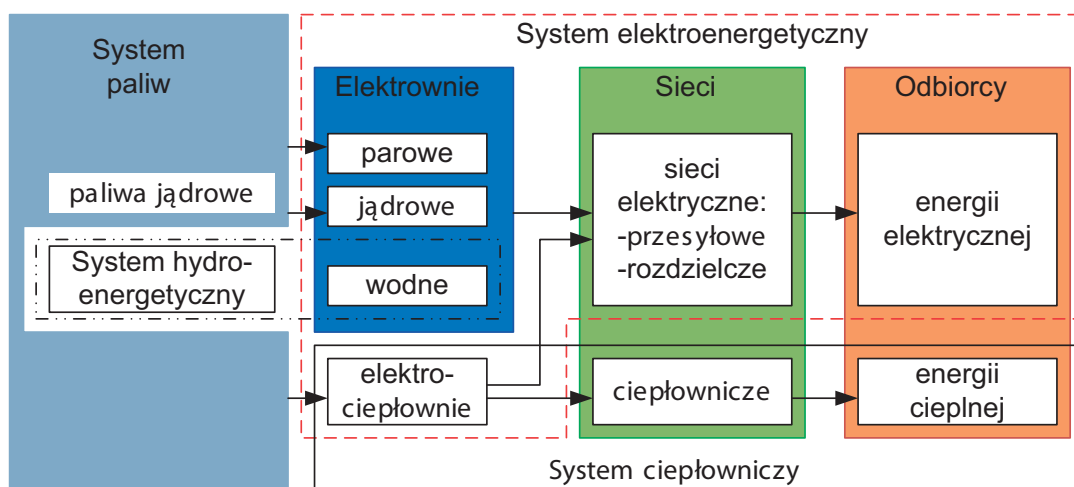 System
paliw
paliwa jądrowe
System hydro-
energetyczny
System elektroenergetyczny
Elektrownie
parowe
jądrowe
wodne
elektro-
ciepłownie
Sieci
sieci
elektryczne:
-przesyłowe
-rozdzielcze
ciepłownicze
Odbiorcy
energii
elektrycznej
energii
cieplnej
System ciepłowniczy